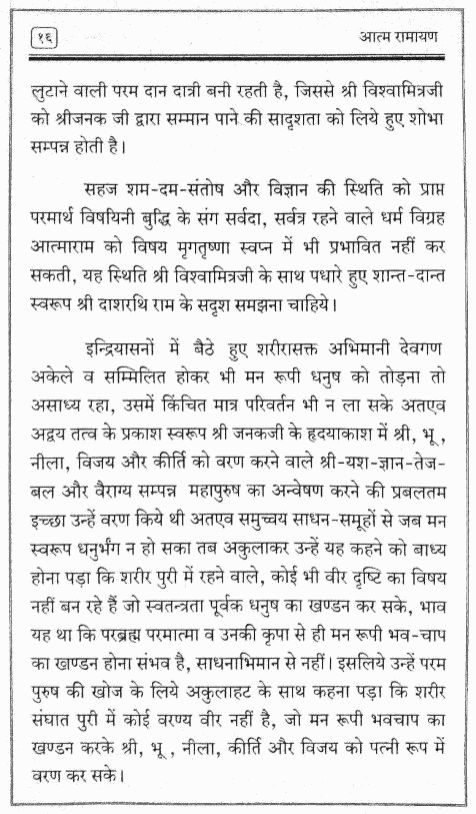 १६ आत्म रामायण
लुटाने वाली परम दान दात्री बनी रहती है, जिससे श्री विश्वामित्रजी
को श्रीजनक जी द्वारा सम्मान पाने की सादृशता को लिये हुए शोभा
सम्पन्न होती है।
सहज शम-दम-संतोष और विज्ञान की स्थिति को प्राप्त
परमार्थ विषयिनी बुद्धि के संग सर्वदा, सर्वत्र रहने वाले धर्म विग्रह
आत्माराम को विषय मृगतृष्णा स्वप्न में भी प्रभावित नहीं कर
सकती, यह स्थिति श्री विश्वामित्रजी के साथ पधारे हुए शान्त-दान्त
स्वरूप श्री दाशरथि राम के सदृश समझना चाहिये।
इन्द्रियासनों में बैठे हुए शरीरासक्त अभिमानी देवगण
अकेले व सम्मिलित होकर भी मन रूपी धनुष को तोड़ना तो
असाध्य रहा, उसमें किंचित मात्र परिवर्तन भी न ला सके अतएव
अद्वय तत्व के प्रकाश स्वरूप श्री जनकजी के हृदयाकाश में श्री, भू ,
नीला, विजय और कीर्ति को वरण करने वाले श्री-यश-ज्ञान-तेज-
बल और वैराग्य सम्पन्न महापुरुष का अन्वेषण करने की प्रबलतम
इच्छा उन्हें वरण किये थी अतएव समुच्चय साधन-समूहों से जब मन
स्वरूप धनुर्भंग न हो सका तब अकुलाकर उन्हें यह कहने को बाध्य
होना पड़ा कि शरीर पुरी में रहने वाले, कोई भी वीर दृष्टि का विषय
नहीं बन रहे हैं जो स्वतन्त्रता पूर्वक धनुष का खण्डन कर सके, भाव
यह था कि परब्रह्म परमात्मा व उनकी कृपा से ही मन रूपी भव-चाप
का खण्डन होना संभव है, साधनाभिमान से नहीं। इसलिये उन्हें परम
पुरुष की खोज के लिये अकुलाहट के साथ कहना पड़ा कि शरीर
संघात पुरी में कोई वरण्य वीर नहीं है, जो मन रूपी भवचाप का
खण्डन करके श्री, भू , नीला, कीर्ति और विजय को पत्नी रूप में
वरण कर सके।